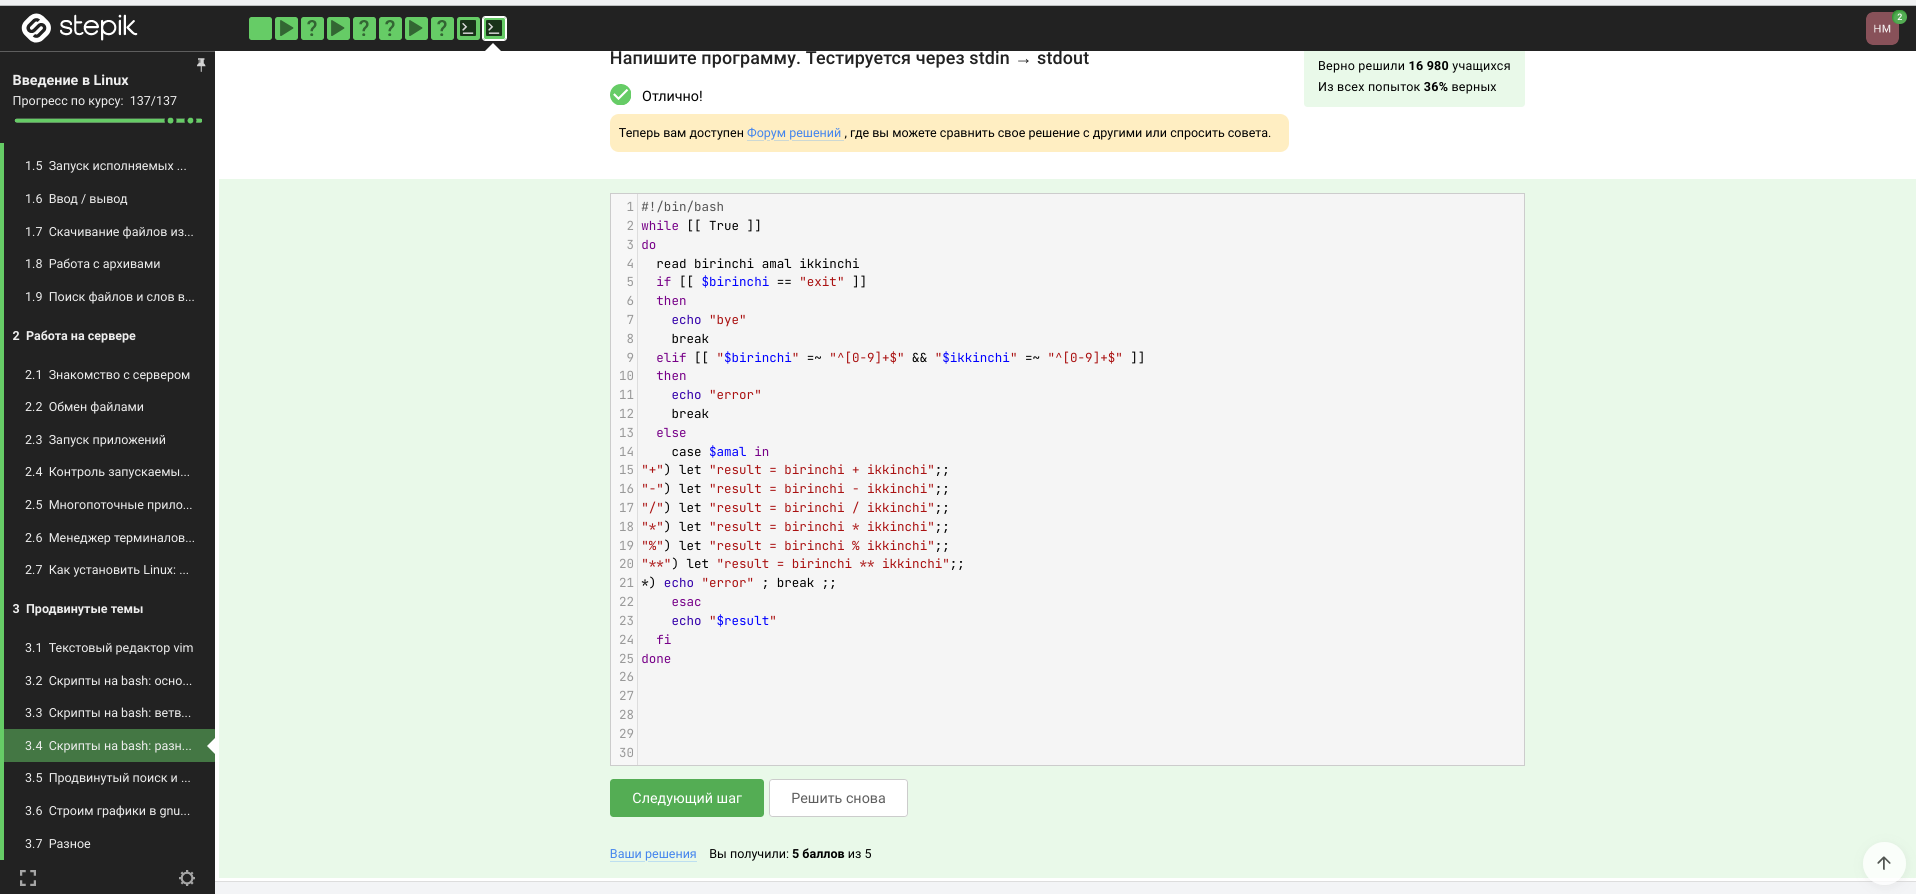 stepik
? ? ? ?
НМ
2
Введение в Linux
Прогресс по курсу: 137/137
1.5 Запуск исполняемых ...
1.6 Ввод / вывод
1.7 Скачивание файлов из...
1.8 Работа с архивами
1.9 Поиск файлов и слов в...
2 Работа на сервере
2.1 Знакомство с сервером
2.2 Обмен файлами
2.3 Запуск приложений
2.4 Контроль запускаемы...
2.5 Многопоточные прило...
2.6 Менеджер терминалов...
2.7 Как установить Linux: ...
3 Продвинутые темы
3.1 Текстовый редактор vim
3.2 Скрипты на bash: осно...
3.3 Скрипты на bash: ветв...
3.4 Скрипты на bash: разн...
3.5 Продвинутый поиск и ...
3.6 Строим графики в gnu...
3.7 Разное
Напишите программу. Тестируется через stdin → stdout
Отлично!
Теперь вам доступен Форум решений , где вы можете сравнить свое решение с другими или спросить совета.
Верно решили 16 980 учащихся
Из всех попыток 36% верных
1 #!/bin/bash
2 while [[ True ]]
3 do
4   read birinchi amal ikkinchi
5   if [[ $birinchi == "exit" ]]
6   then
7     echo "bye"
8     break
9   elif [[ "$birinchi" =~ "^[0-9]+$" && "$ikkinchi" =~ "^[0-9]+$" ]]
10   then
11     echo "error"
12     break
13   else
14     case $amal in
15 "+") let "result = birinchi + ikkinchi";;
16 "-") let "result = birinchi - ikkinchi";;
17 "/") let "result = birinchi / ikkinchi";;
18 "*") let "result = birinchi * ikkinchi";;
19 "%") let "result = birinchi % ikkinchi";;
20 "**") let "result = birinchi ** ikkinchi";;
21 *) echo "error" ; break ;;
22     esac
23     echo "$result"
24   fi
25 done
26
27
28
29
30
Следующий шаг
Решить снова
Ваши решения Вы получили: 5 баллов из 5